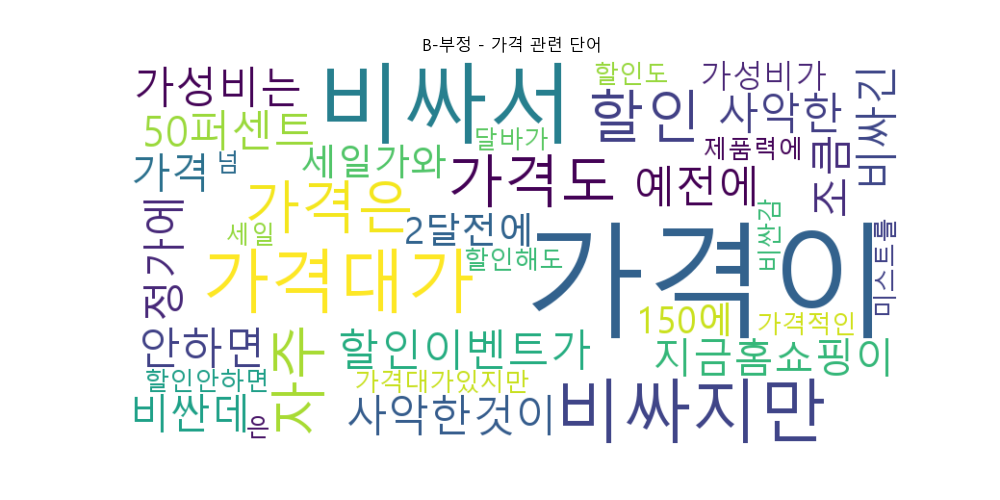 B-부정 - 가격 관련 단어
가성비는
비싸서
할인도
할인
가성비가
사악한
비싸긴
50퍼센트
달바가
제품력에
조금
가격
넘
세일가와
가격도
예전에
정가에
가격은
세일
2달전에
할인해도
비싼감
미스트를
가격대가
가격이
150에
가격적인
안하면
자주
할인이벤트가
지금홈쇼핑이
할인안하면
가격대가있지만
비싼데
은
사악한것이
비싸지만